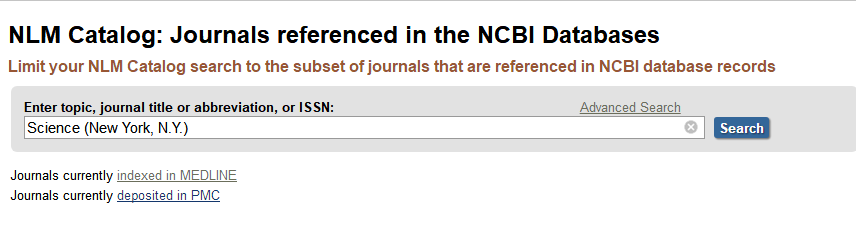 NLM Catalog: Journals referenced in the NCBI Databases
Limit your NLM Catalog search to the subset of journals that are referenced in NCBI database records
Enter topic, journal title or abbreviation, or ISSN: Advanced Search
Science (New York, N.Y.) Search
Journals currently indexed in MEDLINE
Journals currently deposited in PMC